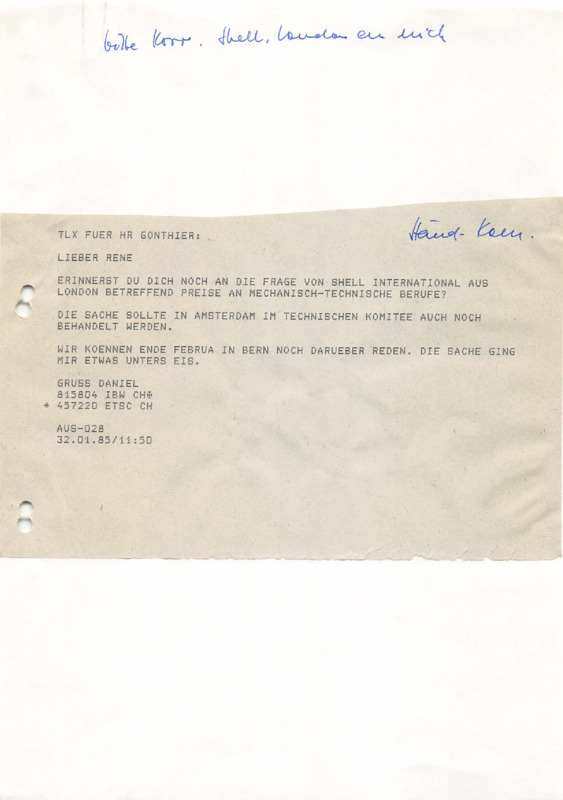 bitte Korr. Shell, London an mich
TLX FUER HR GONTHIER:
LIEBER RENE
ERINNERST DU DICH NOCH AN DIE FRAGE VON SHELL INTERNATIONAL AUS
LONDON BETREFFEND PREISE AN MECHANISCH-TECHNISCHE BERUFE?
DIE SACHE SOLLTE IN AMSTERDAM IM TECHNISCHEN KOMITEE AUCH NOCH
BEHANDELT WERDEN.
WIR KOENNEN ENDE FEBRUA IN BERN NOCH DARUEBER REDEN. DIE SACHE GING
MIR ETWAS UNTERS EIS.
GRUSS DANIEL
815804 IBW CH
* 457220 ETSC CH
AUS-028
32.01.85/11:50